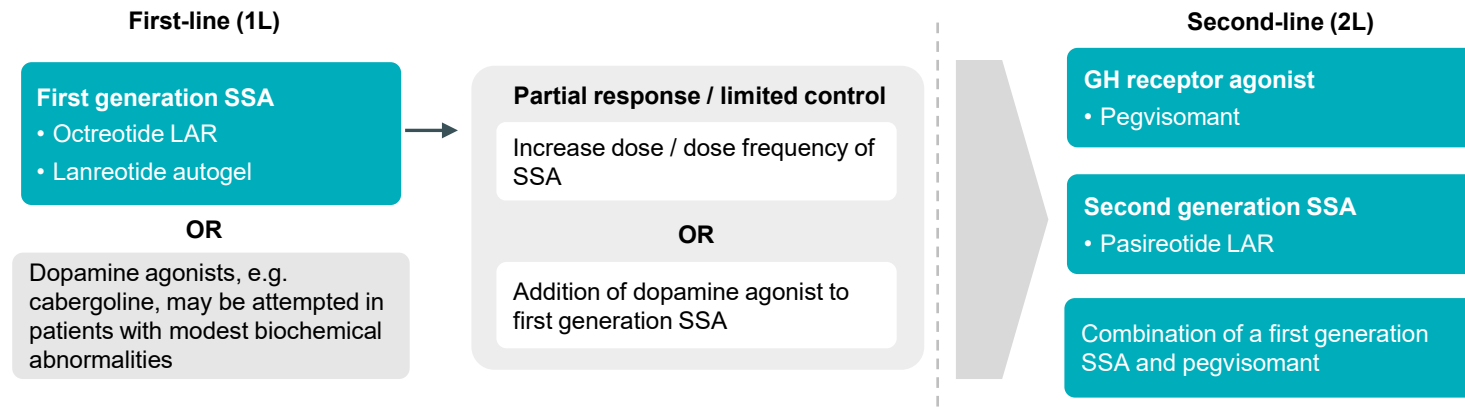 First-line (1L)
First generation SSA
• Octreotide LAR
• Lanreotide autogel
OR
Dopamine agonists, e.g.
cabergoline, may be attempted in
patients with modest biochemical
abnormalities
Partial response / limited control
Increase dose / dose frequency of
SSA
OR
Addition of dopamine agonist to
first generation SSA
Second-line (2L)
GH receptor agonist
• Pegvisomant
Second generation SSA
• Pasireotide LAR
Combination of a first generation
SSA and pegvisomant